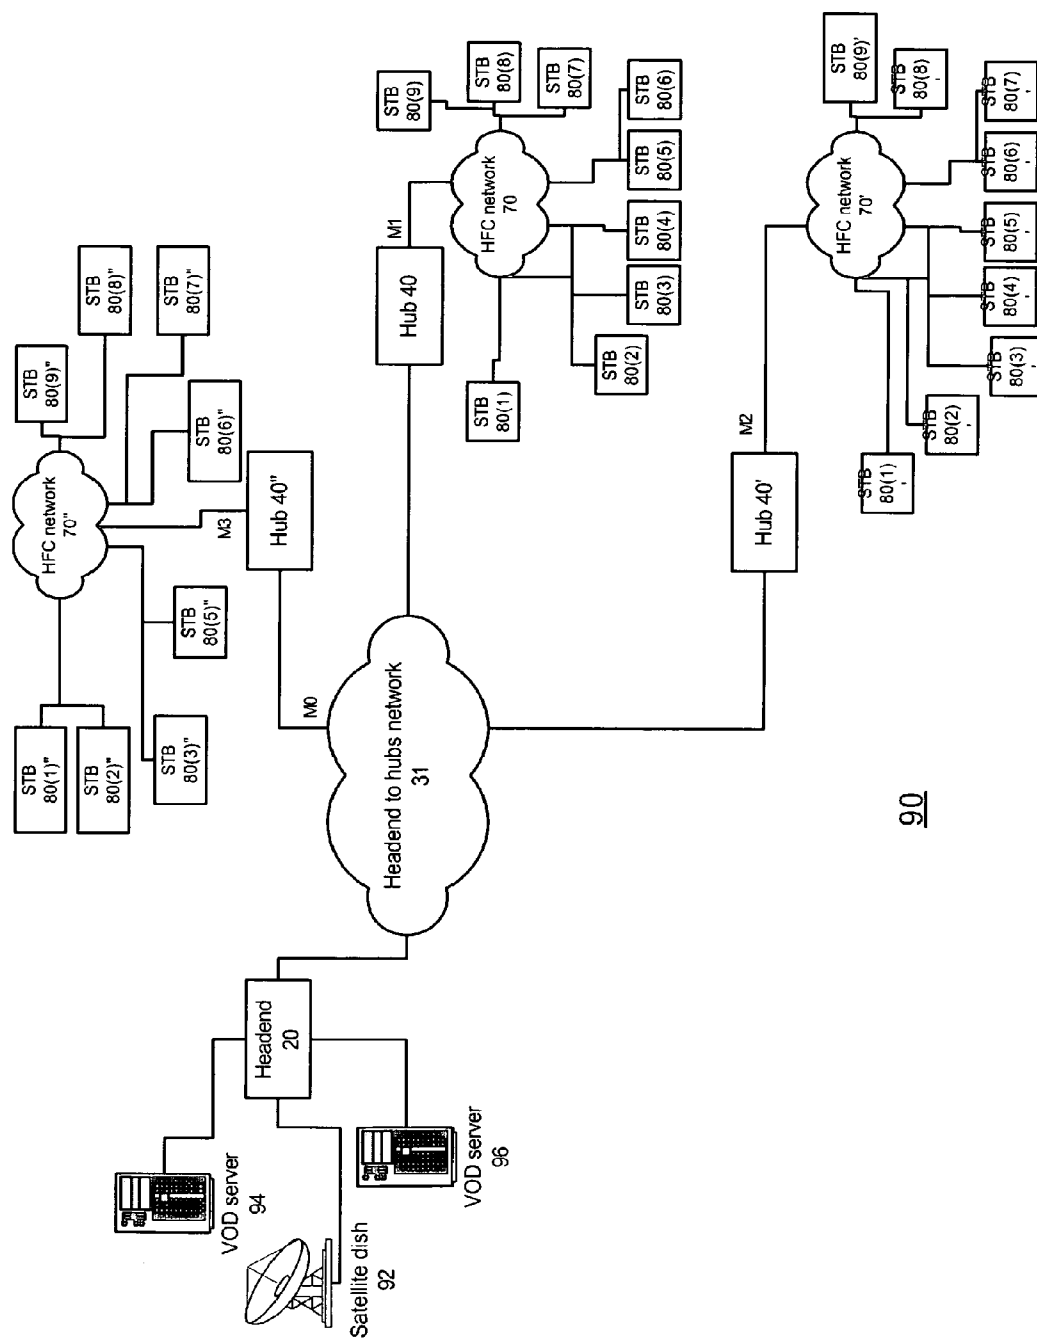 VOD server
94
Satellite dish
92
VOD server
96
Headend
20
Headend to hubs network
31
M0
Hub 40"
M3
HFC network
70"
STB
80(1)"
STB
80(2)"
STB
80(3)"
STB
80(5)"
STB
80(6)"
STB
80(7)"
STB
80(8)"
STB
80(9)"
Hub 40
M1
HFC network
70
STB
80(1)
STB
80(2)
STB
80(3)
STB
80(4)
STB
80(5)
STB
80(6)
STB
80(7)
STB
80(8)
STB
80(9)
Hub 40'
M2
HFC network
70'
STB
80(1)
'
STB
80(2)
'
STB
80(3)
'
STB
80(4)
'
STB
80(5)
'
STB
80(6)
'
STB
80(7)
'
STB
80(8)
'
STB
80(9)'
90